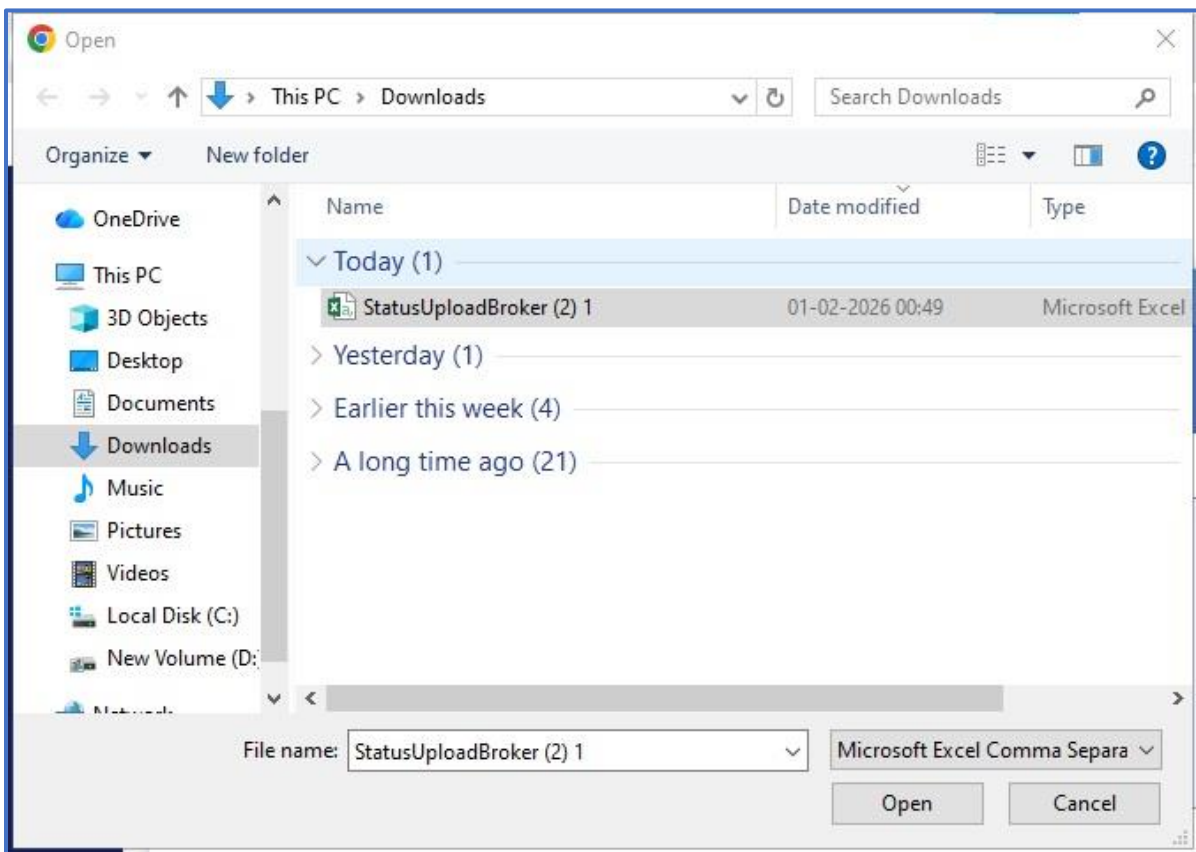 Open
This PC > Downloads
Search Downloads
Organize
New folder
Name
Date modified
Type
OneDrive
This PC
3D Objects
Desktop
Documents
Downloads
Music
Pictures
Videos
Local Disk (C:)
New Volume (D:
Today (1)
StatusUploadBroker (2) 1
01-02-2026 00:49
Microsoft Excel
Yesterday (1)
Earlier this week (4)
A long time ago (21)
File name:
StatusUploadBroker (2) 1
Microsoft Excel Comma Separa
Open
Cancel